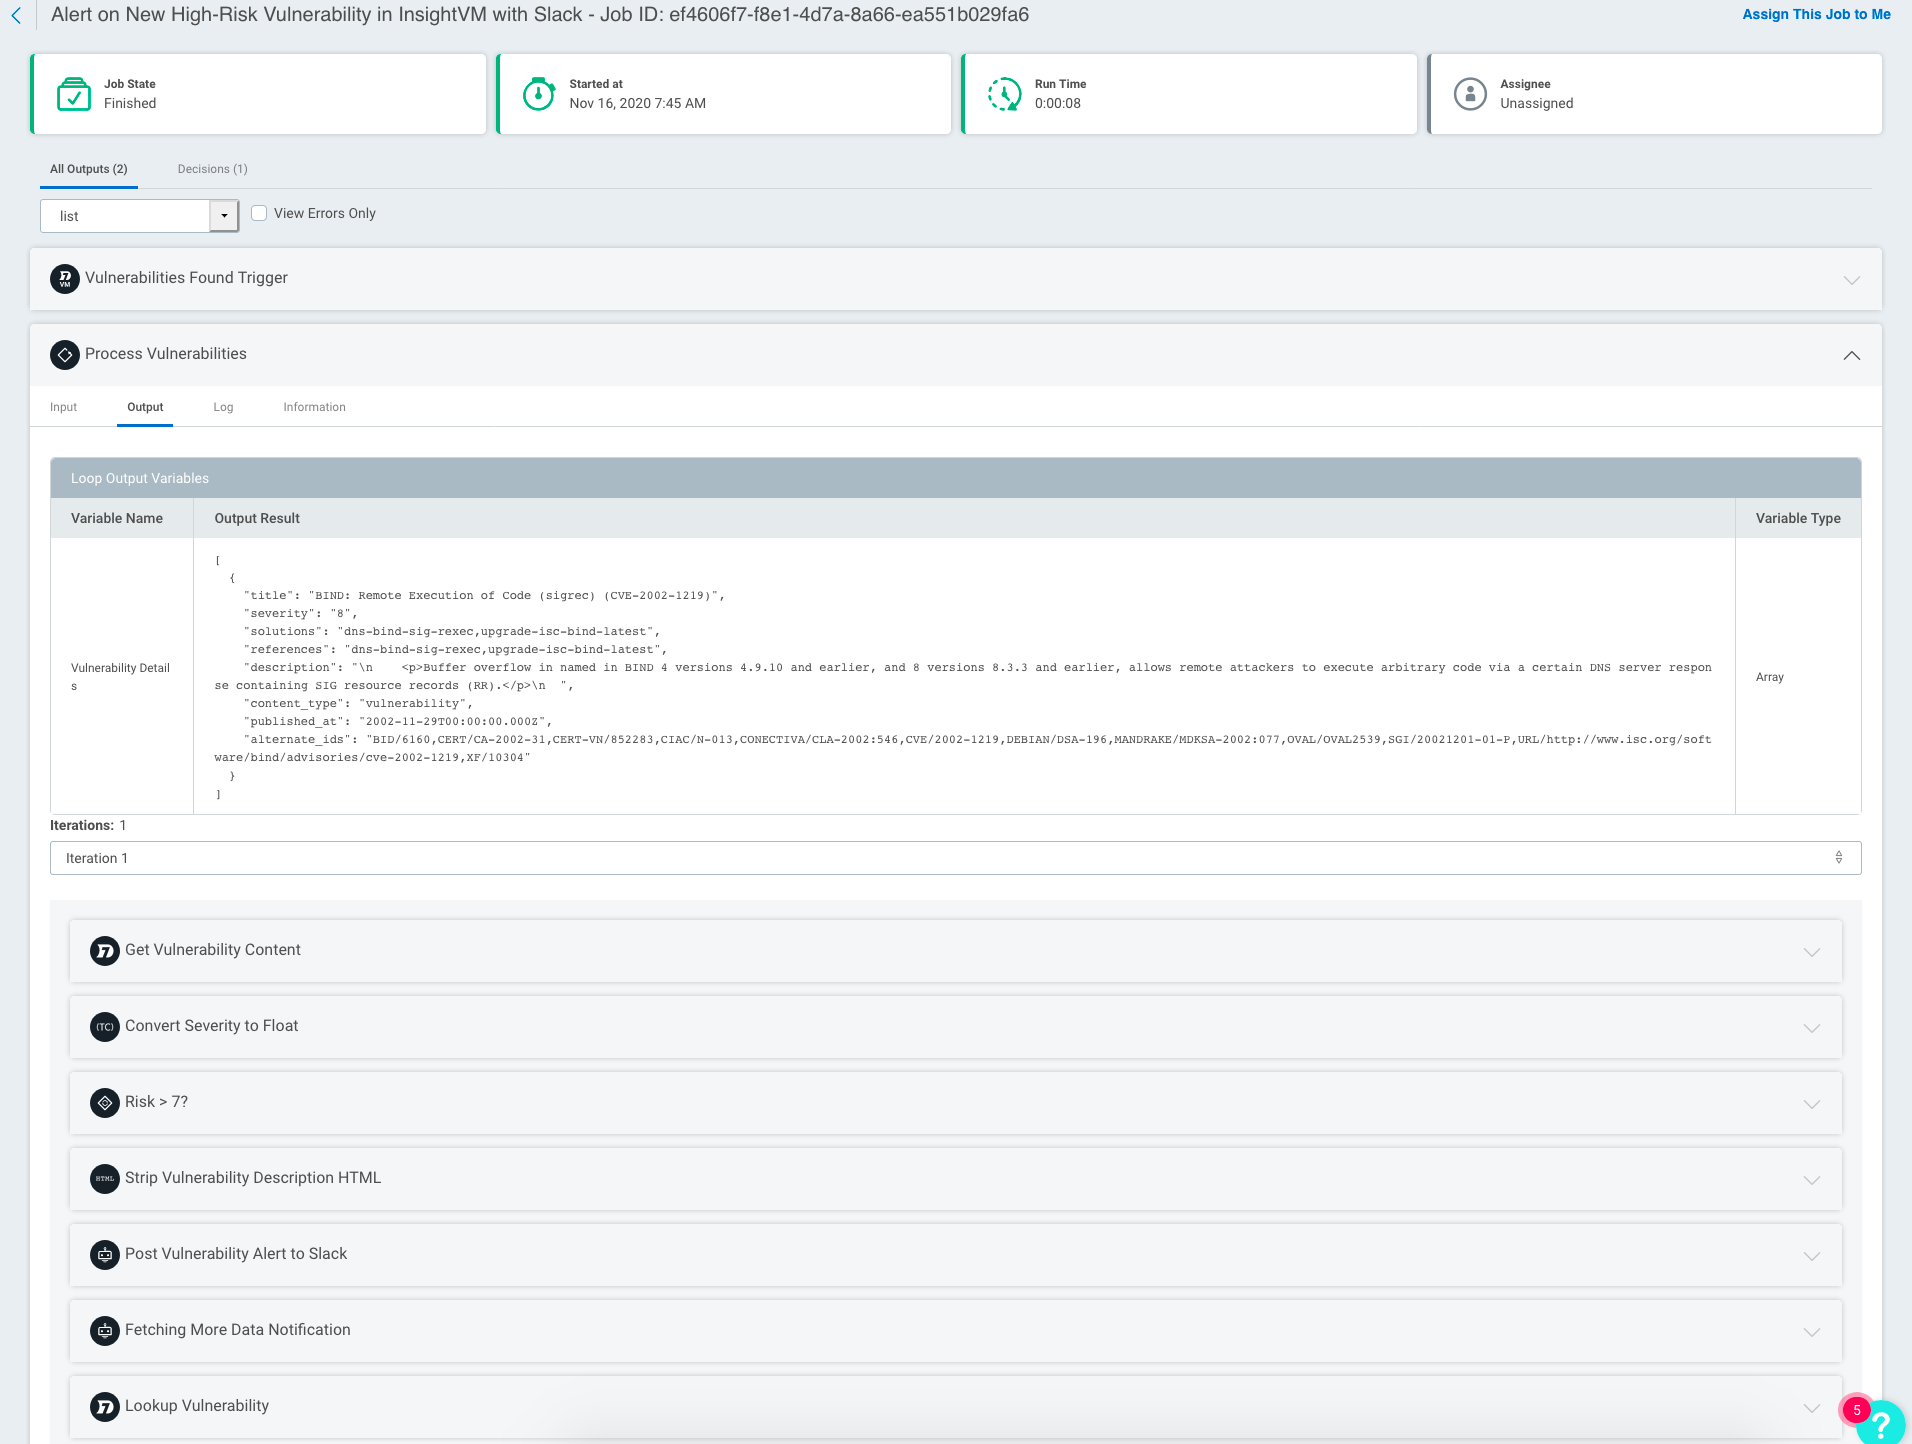 Alert on New High-Risk Vulnerability in InsightVM with Slack - Job ID: ef4606f7-f8e1-4d7a-8a66-ea551b029fa6
Assign This Job to Me
Job State
Finished
Started at
Nov 16, 2020 7:45 AM
Run Time
0:00:08
Assignee
Unassigned
All Outputs (2)
Decisions (1)
list
View Errors Only
VM
Vulnerabilities Found Trigger
Process Vulnerabilities
Input
Output
Log
Information
Loop Output Variables
Variable Name
Output Result
Variable Type
Vulnerability Detail
s
[
{
"title": "BIND: Remote Execution of Code (sigrec) (CVE-2002-1219)",
"severity": "8",
"solutions": "dns-bind-sig-rexec,upgrade-isc-bind-latest",
"references": "dns-bind-sig-rexec,upgrade-isc-bind-latest",
"description": "\n    <p>Buffer overflow in named in BIND 4 versions 4.9.10 and earlier, and 8 versions 8.3.3 and earlier, allows remote attackers to execute arbitrary code via a certain DNS server respon
se containing SIG resource records (RR).</p>\n  ",
"content_type": "vulnerability",
"published_at": "2002-11-29T00:00:00.000Z",
"alternate_ids": "BID/6160,CERT/CA-2002-31,CERT-VN/852283,CIAC/N-013,CONECTIVA/CLA-2002:546,CVE/2002-1219,DEBIAN/DSA-196,MANDRAKE/MDKSA-2002:077,OVAL/OVAL2539,SGI/20021201-01-P,URL/http://www.isc.org/soft
ware/bind/advisories/cve-2002-1219,XF/10304"
}
]
Array
Iterations: 1
Iteration 1
Get Vulnerability Content
(TC)
Convert Severity to Float
Risk > 7?
HTML
Strip Vulnerability Description HTML
Post Vulnerability Alert to Slack
Fetching More Data Notification
Lookup Vulnerability
5
?